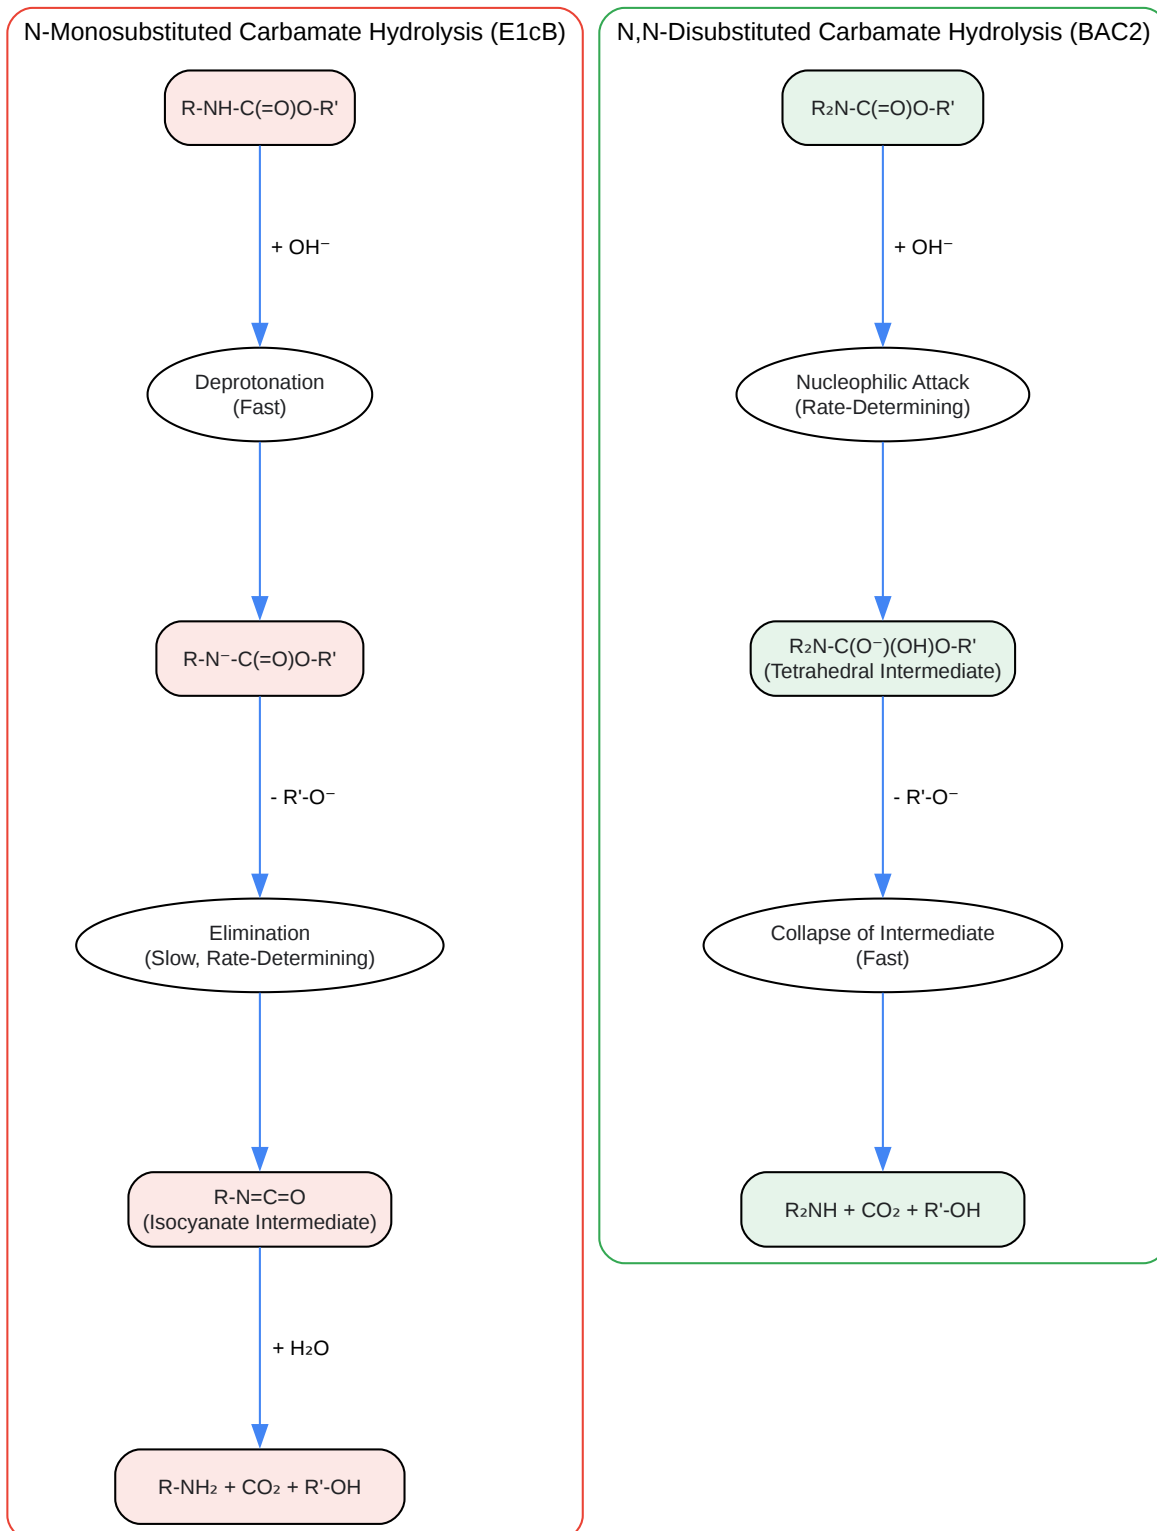 N-Monosubstituted Carbamate Hydrolysis (E1cB)
R-NH-C(=O)O-R'
+ OH⁻
Deprotonation
(Fast)
R-N⁻-C(=O)O-R'
- R'-O⁻
Elimination
(Slow, Rate-Determining)
R-N=C=O
(Isocyanate Intermediate)
+ H₂O
R-NH₂ + CO₂ + R'-OH
N,N-Disubstituted Carbamate Hydrolysis (BAC2)
R₂N-C(=O)O-R'
+ OH⁻
Nucleophilic Attack
(Rate-Determining)
R₂N-C(O⁻)(OH)O-R'
(Tetrahedral Intermediate)
- R'-O⁻
Collapse of Intermediate
(Fast)
R₂NH + CO₂ + R'-OH